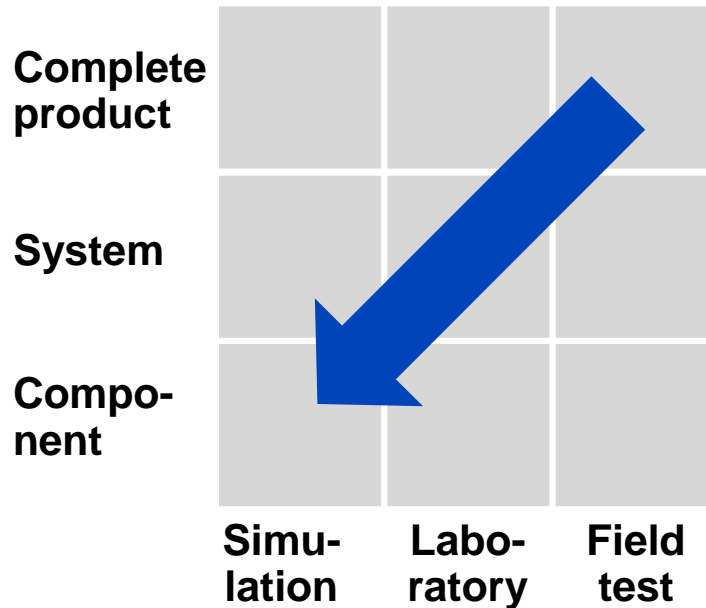 Complete
product
System
Compo-
nent
Simu-
lation
Labo-
ratory
Field
test